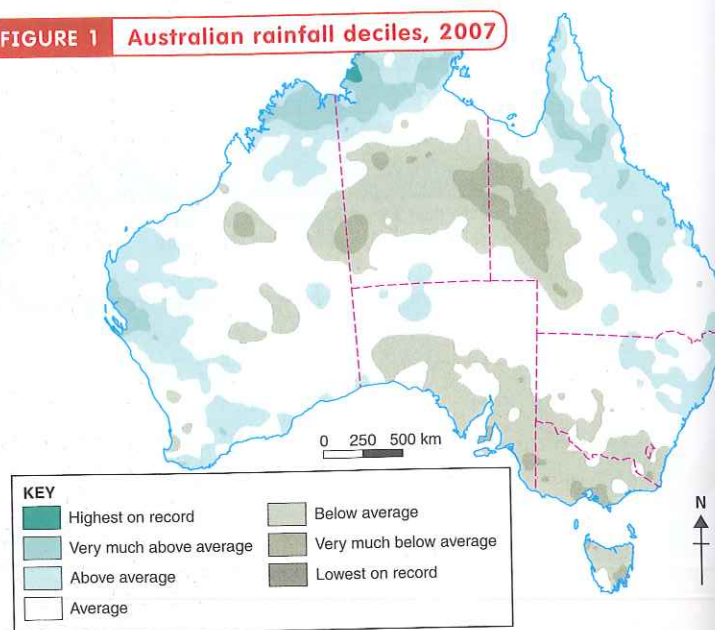 FIGURE 1 Australian rainfall deciles, 2007
0 250 500 km
N
KEY
Highest on record
Very much above average
Above average
Average
Below average
Very much below average
Lowest on record